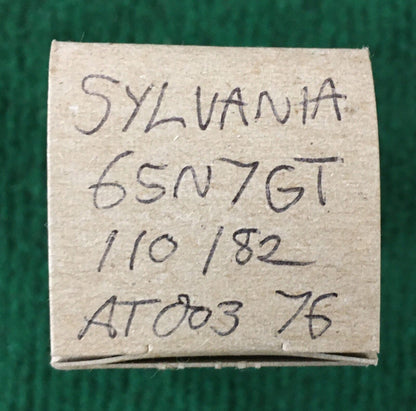 SYLVANIA
6SN7GT
110 / 82
AT003 76